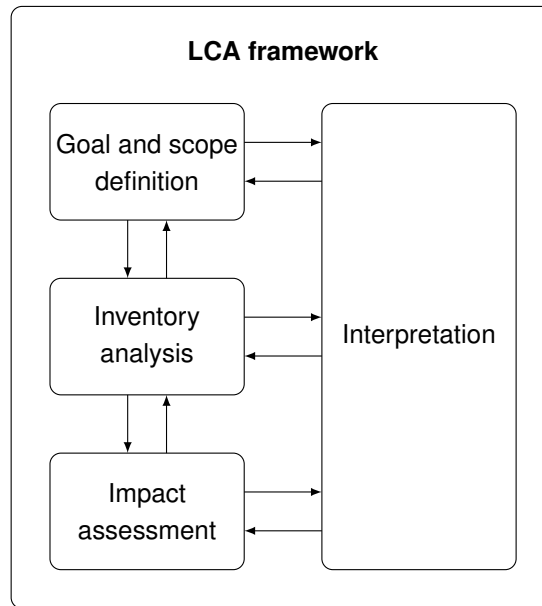 LCA framework
Goal and scope
definition
Inventory
analysis
Interpretation
Impact
assessment